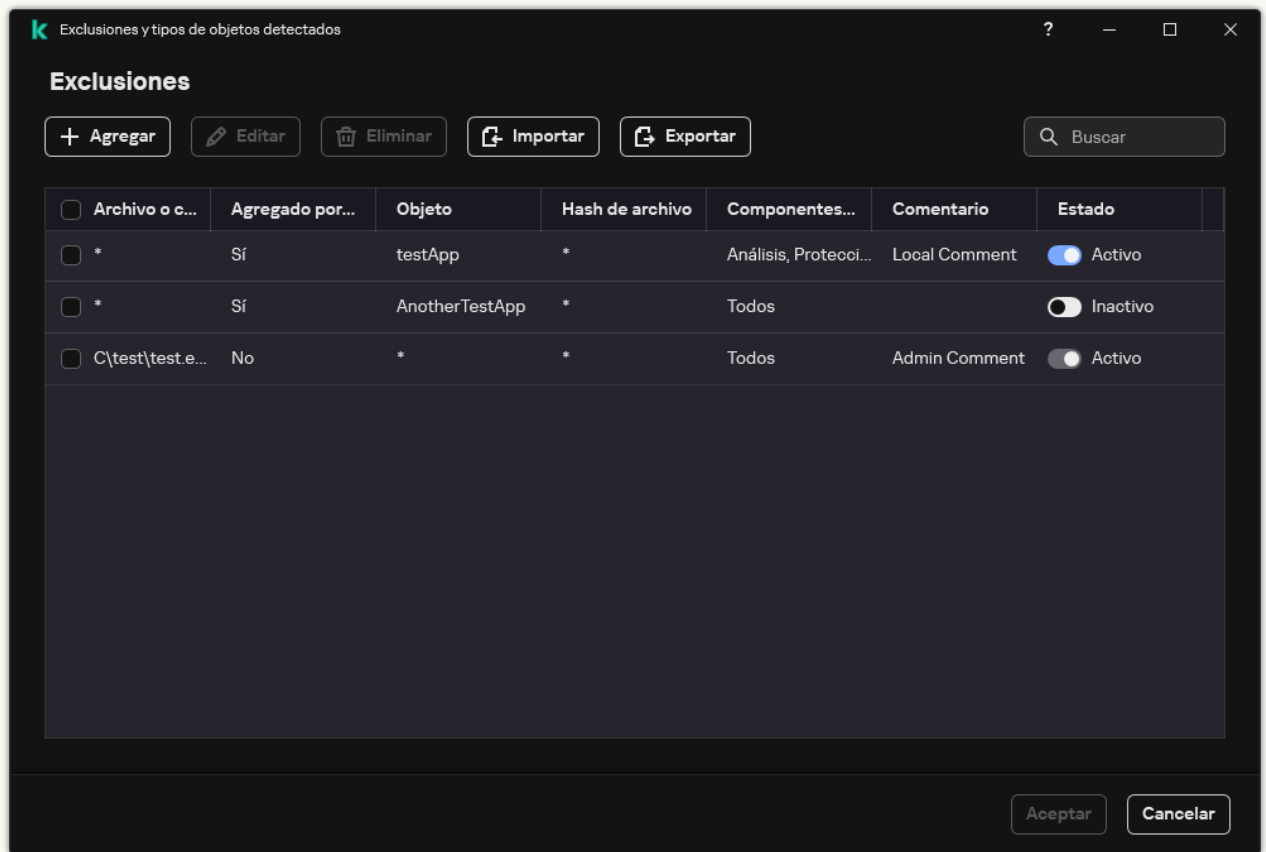 Exclusiones y tipos de objetos detectados ?
Exclusiones
Agregar Editar Eliminar Importar Exportar Buscar
Archivo o c... Agregado por... Objeto Hash de archivo Componentes... Comentario Estado
* Sí testApp * Análisis, Protecci... Local Comment Activo
* Sí AnotherTestApp * Todos Inactivo
C\test\test.e... No * * Todos Admin Comment Activo
Aceptar Cancelar